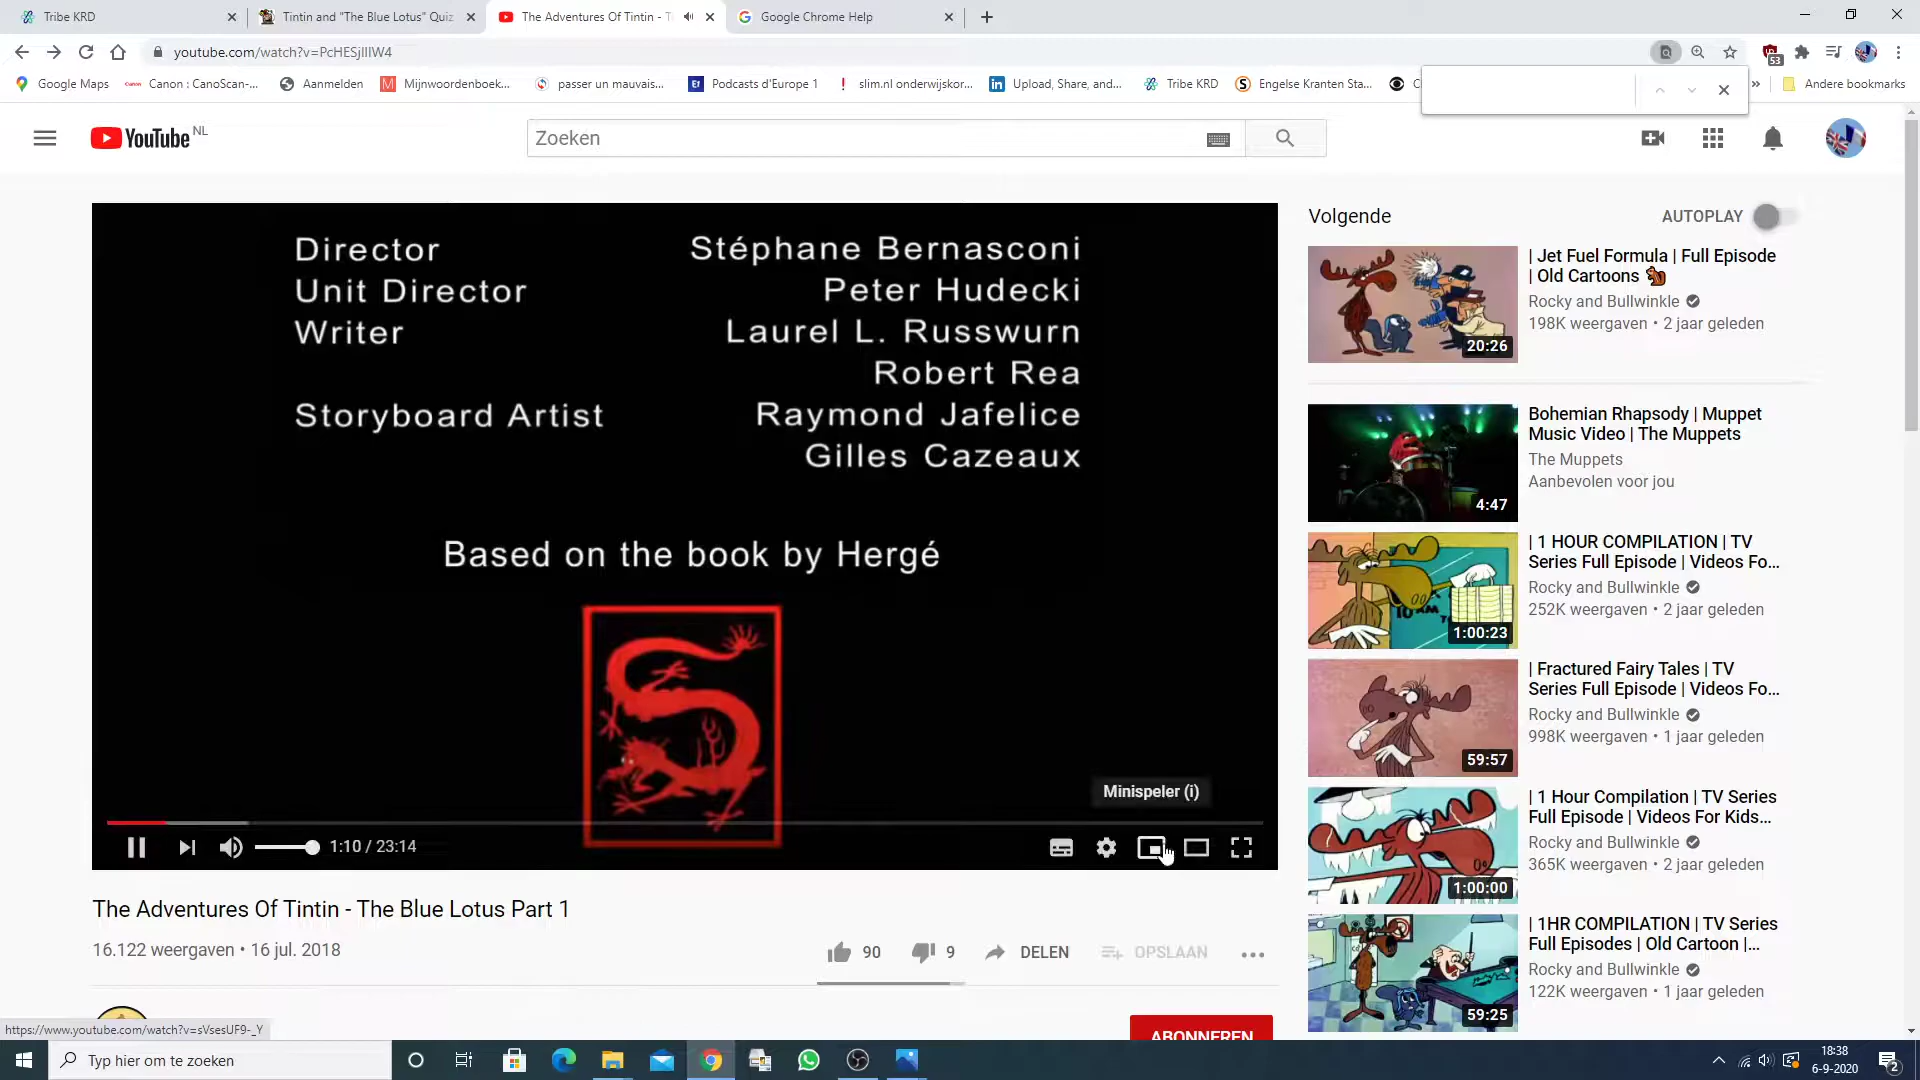 Tribe KRD
Tintin and "The Blue Lotus" Quiz
The Adventures Of Tintin - T
Google Chrome Help
youtube.com/watch?v=PcHESjIlIW4
53
Google Maps
Canon : CanoScan-...
Aanmelden
Mijnwoordenboek...
passer un mauvais...
Podcasts d'Europe 1
slim.nl onderwijskor...
Upload, Share, and...
Tribe KRD
Engelse Kranten Sta...
Andere bookmarks
YouTube NL
Zoeken
Director Stéphane Bernasconi
Unit Director Peter Hudecki
Writer Laurel L. Russwurn
Robert Rea
Storyboard Artist Raymond Jafelice
Gilles Cazeaux
Based on the book by Hergé
Minispeler (i)
1:10 / 23:14
The Adventures Of Tintin - The Blue Lotus Part 1
16.122 weergaven • 16 jul. 2018
90
9
DELEN
OPSLAAN
ABONNEREN
Volgende
AUTOPLAY
| Jet Fuel Formula | Full Episode
| Old Cartoons 🐿
Rocky and Bullwinkle
198K weergaven • 2 jaar geleden
20:26
Bohemian Rhapsody | Muppet
Music Video | The Muppets
The Muppets
Aanbevolen voor jou
4:47
| 1 HOUR COMPILATION | TV
Series Full Episode | Videos Fo...
Rocky and Bullwinkle
252K weergaven • 2 jaar geleden
1:00:23
| Fractured Fairy Tales | TV
Series Full Episode | Videos Fo...
Rocky and Bullwinkle
998K weergaven • 1 jaar geleden
59:57
| 1 Hour Compilation | TV Series
Full Episode | Videos For Kids...
Rocky and Bullwinkle
365K weergaven • 2 jaar geleden
1:00:00
| 1HR COMPILATION | TV Series
Full Episodes | Old Cartoon |...
Rocky and Bullwinkle
122K weergaven • 1 jaar geleden
59:25
https://www.youtube.com/watch?v=sVsesUF9-_Y
Typ hier om te zoeken
18:38
6-9-2020
2